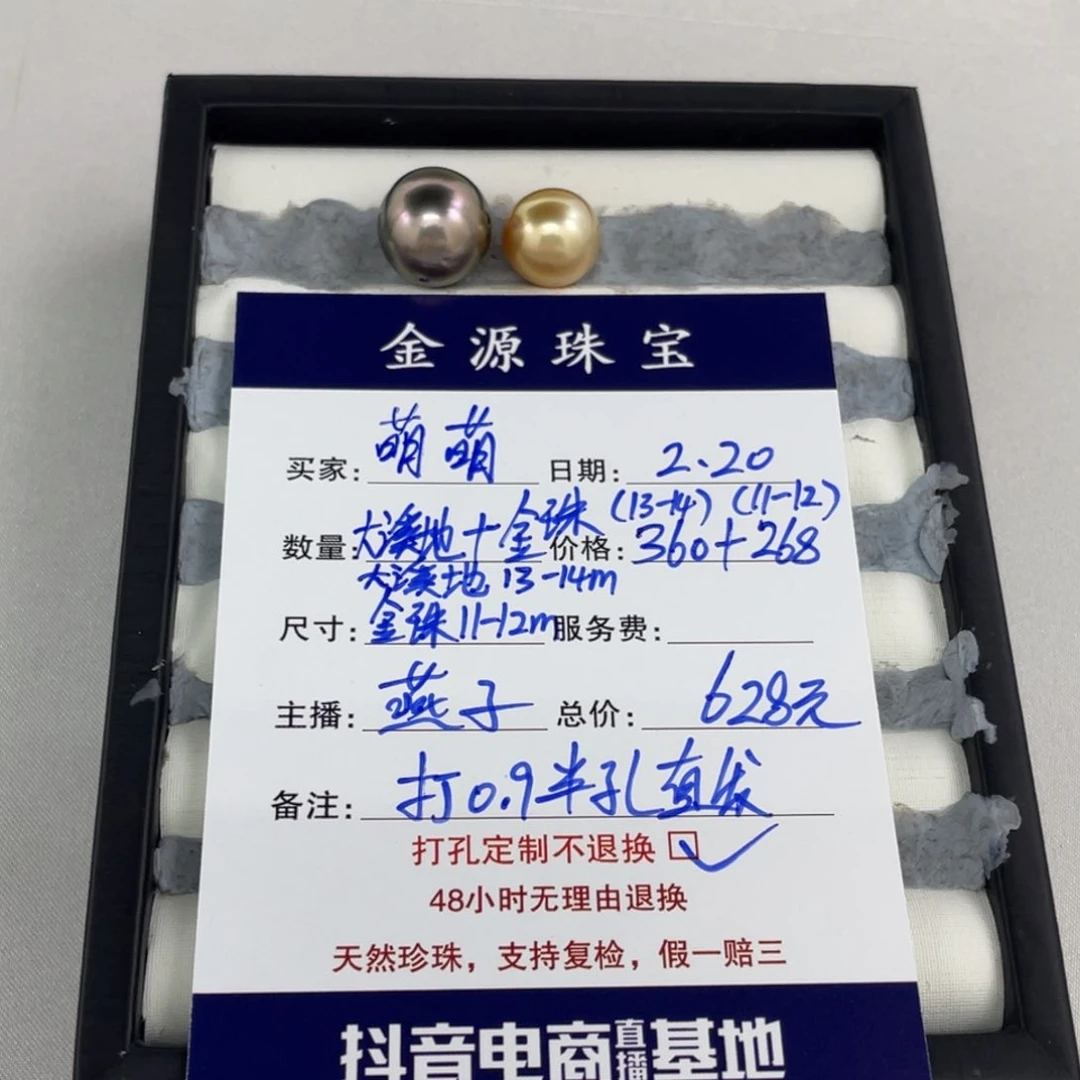 金源珠宝
买家：萌萌 日期：2、20
(13-14) (11-12)
数量：大溪地+金珠 价格：360+268
大溪地 13-14m
尺寸：金珠11-12m 服务费：
主播：燕子 总价：628元
备注：打0.9半孔直发
打孔定制不退换
48小时无理由退换
天然珍珠，支持复检，假一赔三
抖音电商直播基地